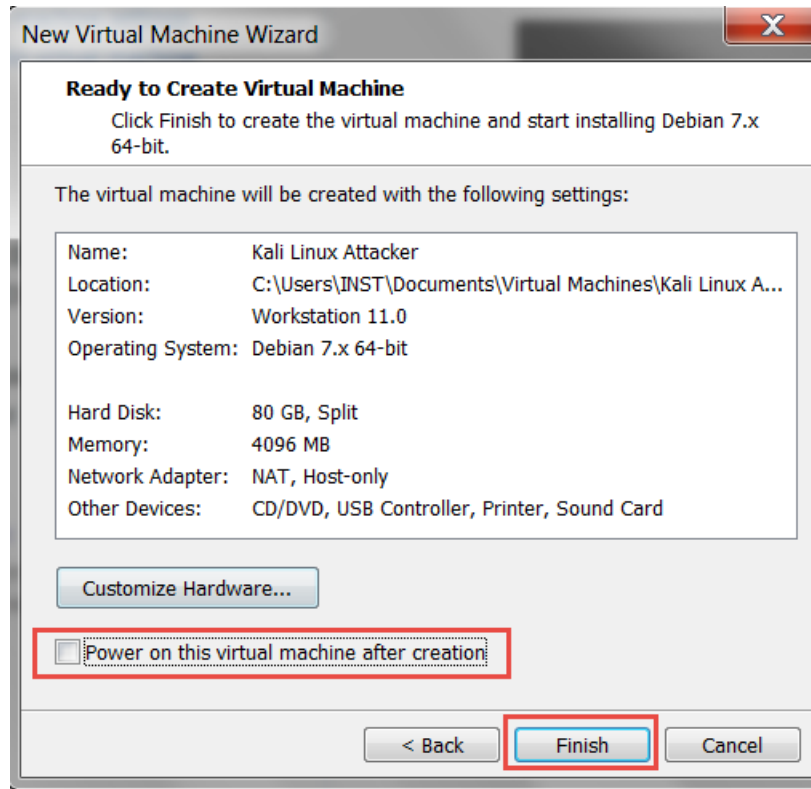 New Virtual Machine Wizard
Ready to Create Virtual Machine
Click Finish to create the virtual machine and start installing Debian 7.x
64-bit.
The virtual machine will be created with the following settings:
Name: Kali Linux Attacker
Location: C:\Users\INST\Documents\Virtual Machines\Kali Linux A...
Version: Workstation 11.0
Operating System: Debian 7.x 64-bit
Hard Disk: 80 GB, Split
Memory: 4096 MB
Network Adapter: NAT, Host-only
Other Devices: CD/DVD, USB Controller, Printer, Sound Card
Customize Hardware...
Power on this virtual machine after creation
< Back Finish Cancel